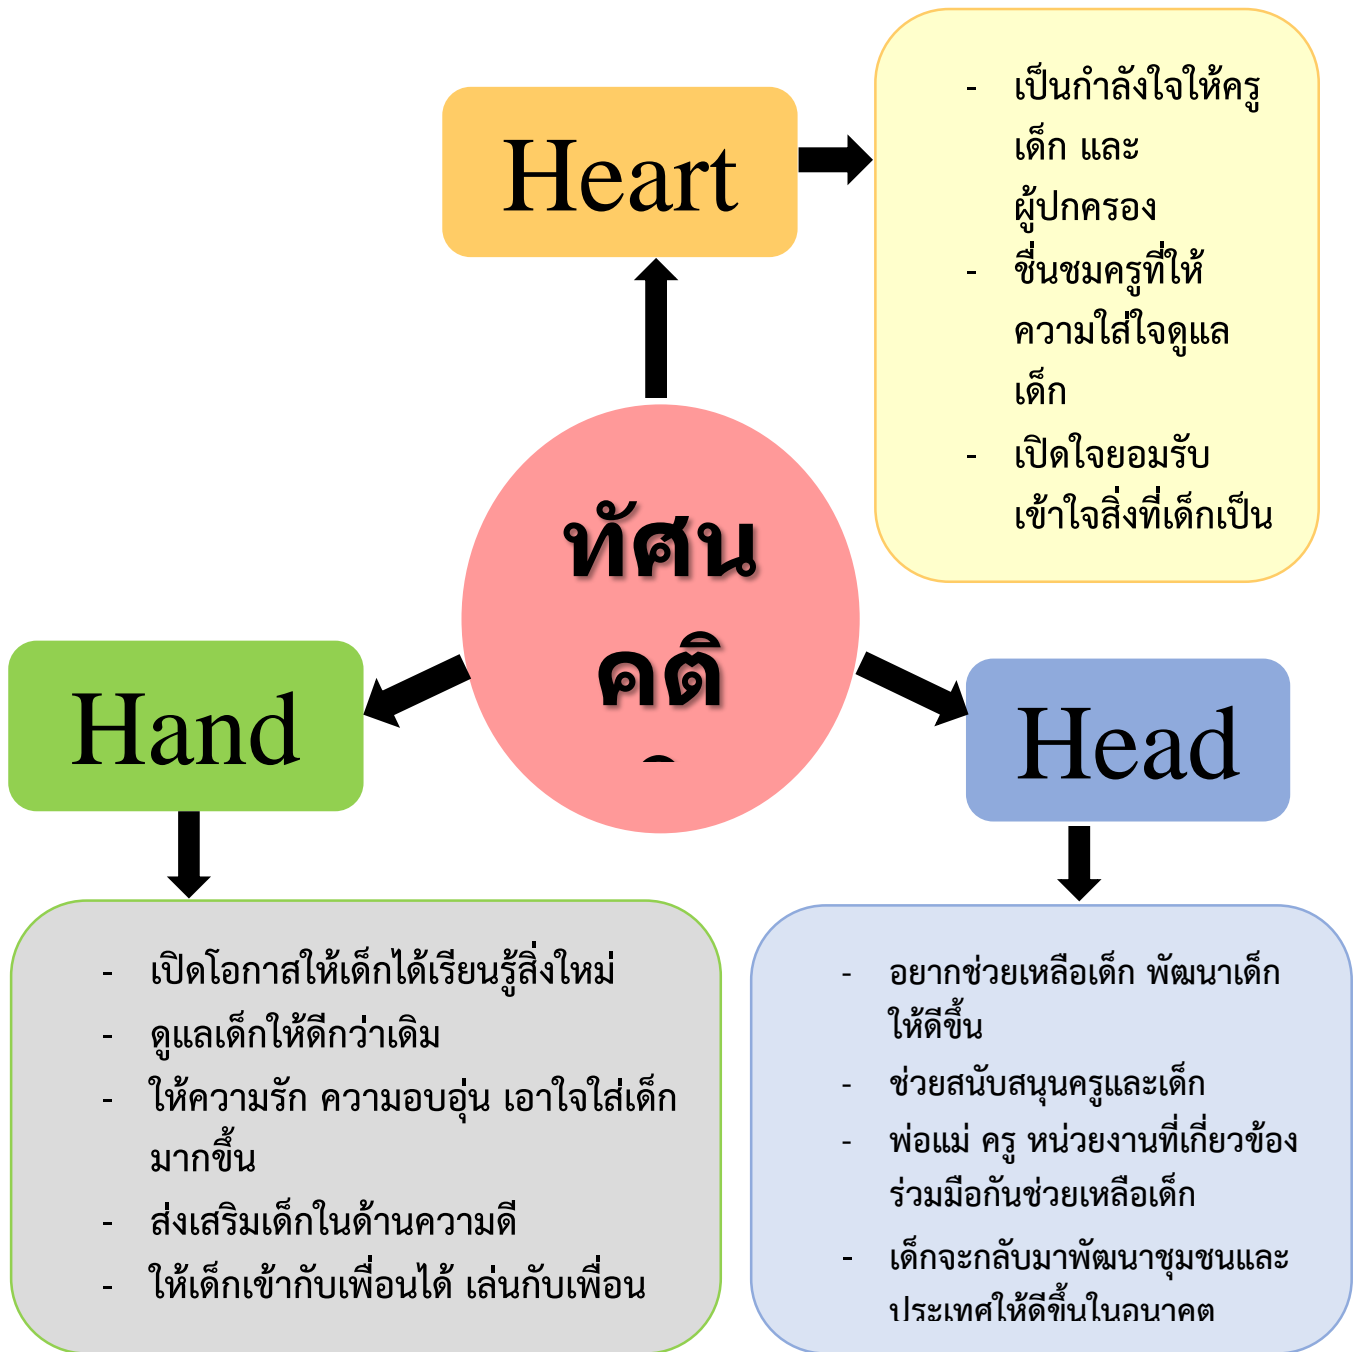 Heart
- เป็นกำลังใจให้ครู
เด็ก และ
ผู้ปกครอง
- ชื่นชมครูที่ให้
ความใส่ใจดูแล
เด็ก
- เปิดใจยอมรับ
เข้าใจสิ่งที่เด็กเป็น
ทัศน
คติ
Hand
Head
- เปิดโอกาสให้เด็กได้เรียนรู้สิ่งใหม่
- ดูแลเด็กให้ดีกว่าเดิม
- ให้ความรัก ความอบอุ่น เอาใจใส่เด็ก
มากขึ้น
- ส่งเสริมเด็กในด้านความดี
- ให้เด็กเข้ากับเพื่อนได้ เล่นกับเพื่อน
- อยากช่วยเหลือเด็ก พัฒนาเด็ก
ให้ดีขึ้น
- ช่วยสนับสนุนครูและเด็ก
- พ่อแม่ ครู หน่วยงานที่เกี่ยวข้อง
ร่วมมือกันช่วยเหลือเด็ก
- เด็กจะกลับมาพัฒนาชุมชนและ
ประเทศให้ดีขึ้นในอนาคต